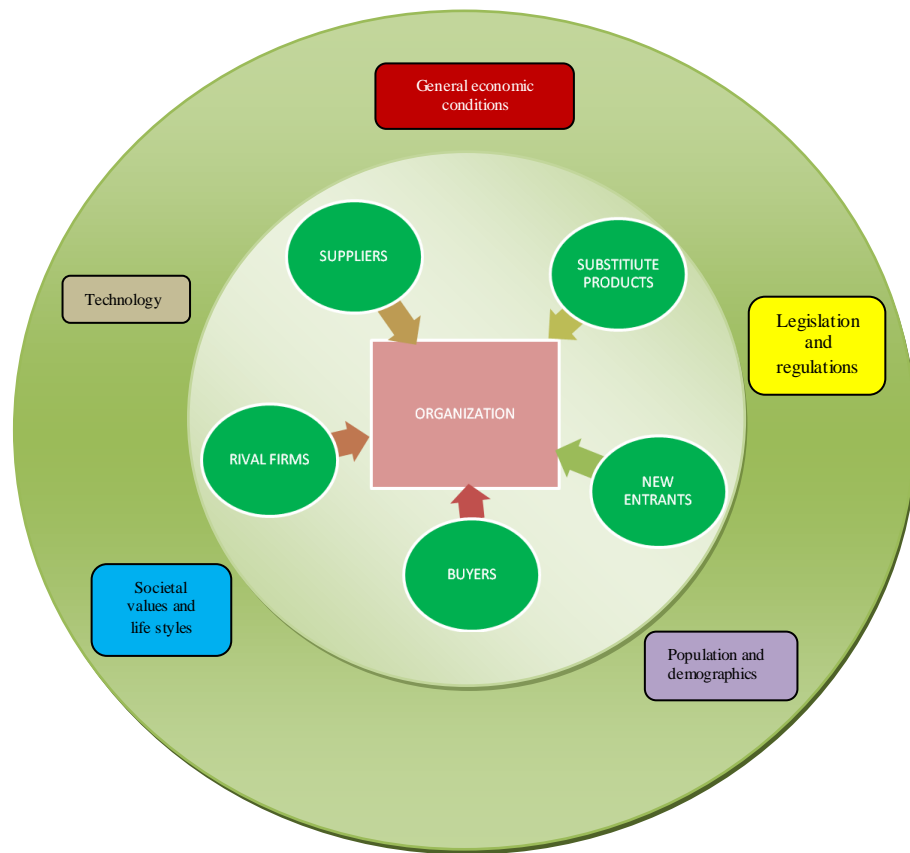 General economic
conditions
SUPPLIERS
SUBSTITIUTE
PRODUCTS
Technology
Legislation
and
regulations
ORGANIZATION
RIVAL FIRMS
NEW
ENTRANTS
BUYERS
Societal
values and
life styles
Population and
demographics